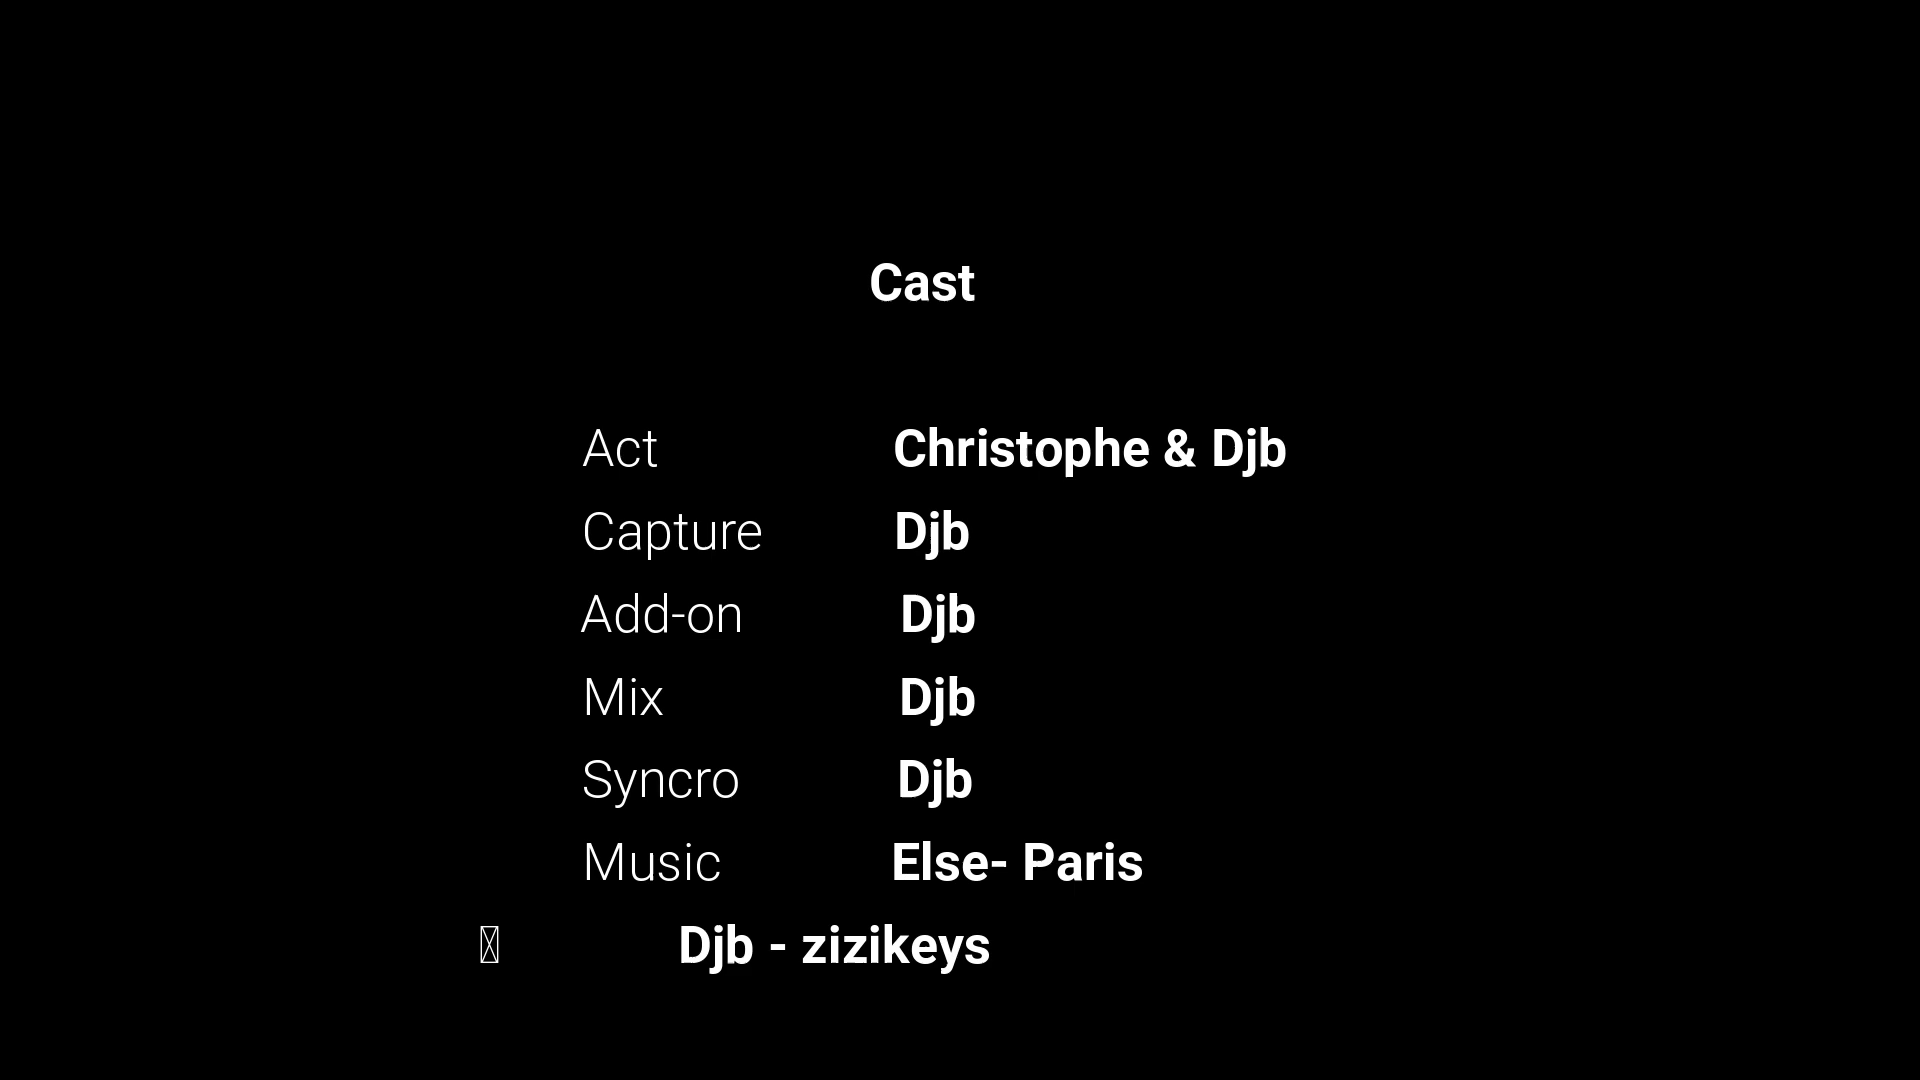 Cast
Act Christophe & Djb
Capture Djb
Add-on Djb
Mix Djb
Syncro Djb
Music Else- Paris
Djb - zizikeys